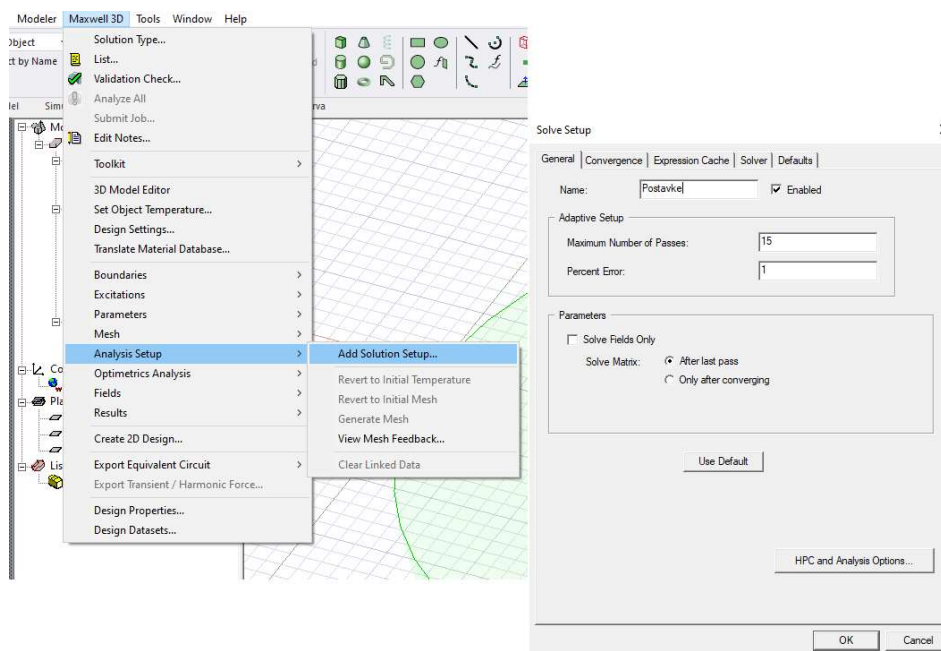 Modeler Maxwell 3D Tools Window Help
Object
ct by Name
Solution Type...
List...
Validation Check...
Analyze All
Submit Job...
Edit Notes...
Toolkit >
3D Model Editor
Set Object Temperature...
Design Settings...
Translate Material Database...
Boundaries >
Excitations >
Parameters >
Mesh >
Analysis Setup >
Optimetrics Analysis >
Fields >
Results >
Create 2D Design...
Export Equivalent Circuit >
Export Transient / Harmonic Force...
Design Properties...
Design Datasets...
Add Solution Setup...
Revert to Initial Temperature
Revert to Initial Mesh
Generate Mesh
View Mesh Feedback...
Clear Linked Data
rva
Mo
Co
Pla
Lis
Solve Setup
General Convergence Expression Cache Solver Defaults
Name: Postavke Enabled
Adaptive Setup
Maximum Number of Passes: 15
Percent Error: 1
Parameters
Solve Fields Only
Solve Matrix: After last pass
Only after converging
Use Default
HPC and Analysis Options...
OK Cancel